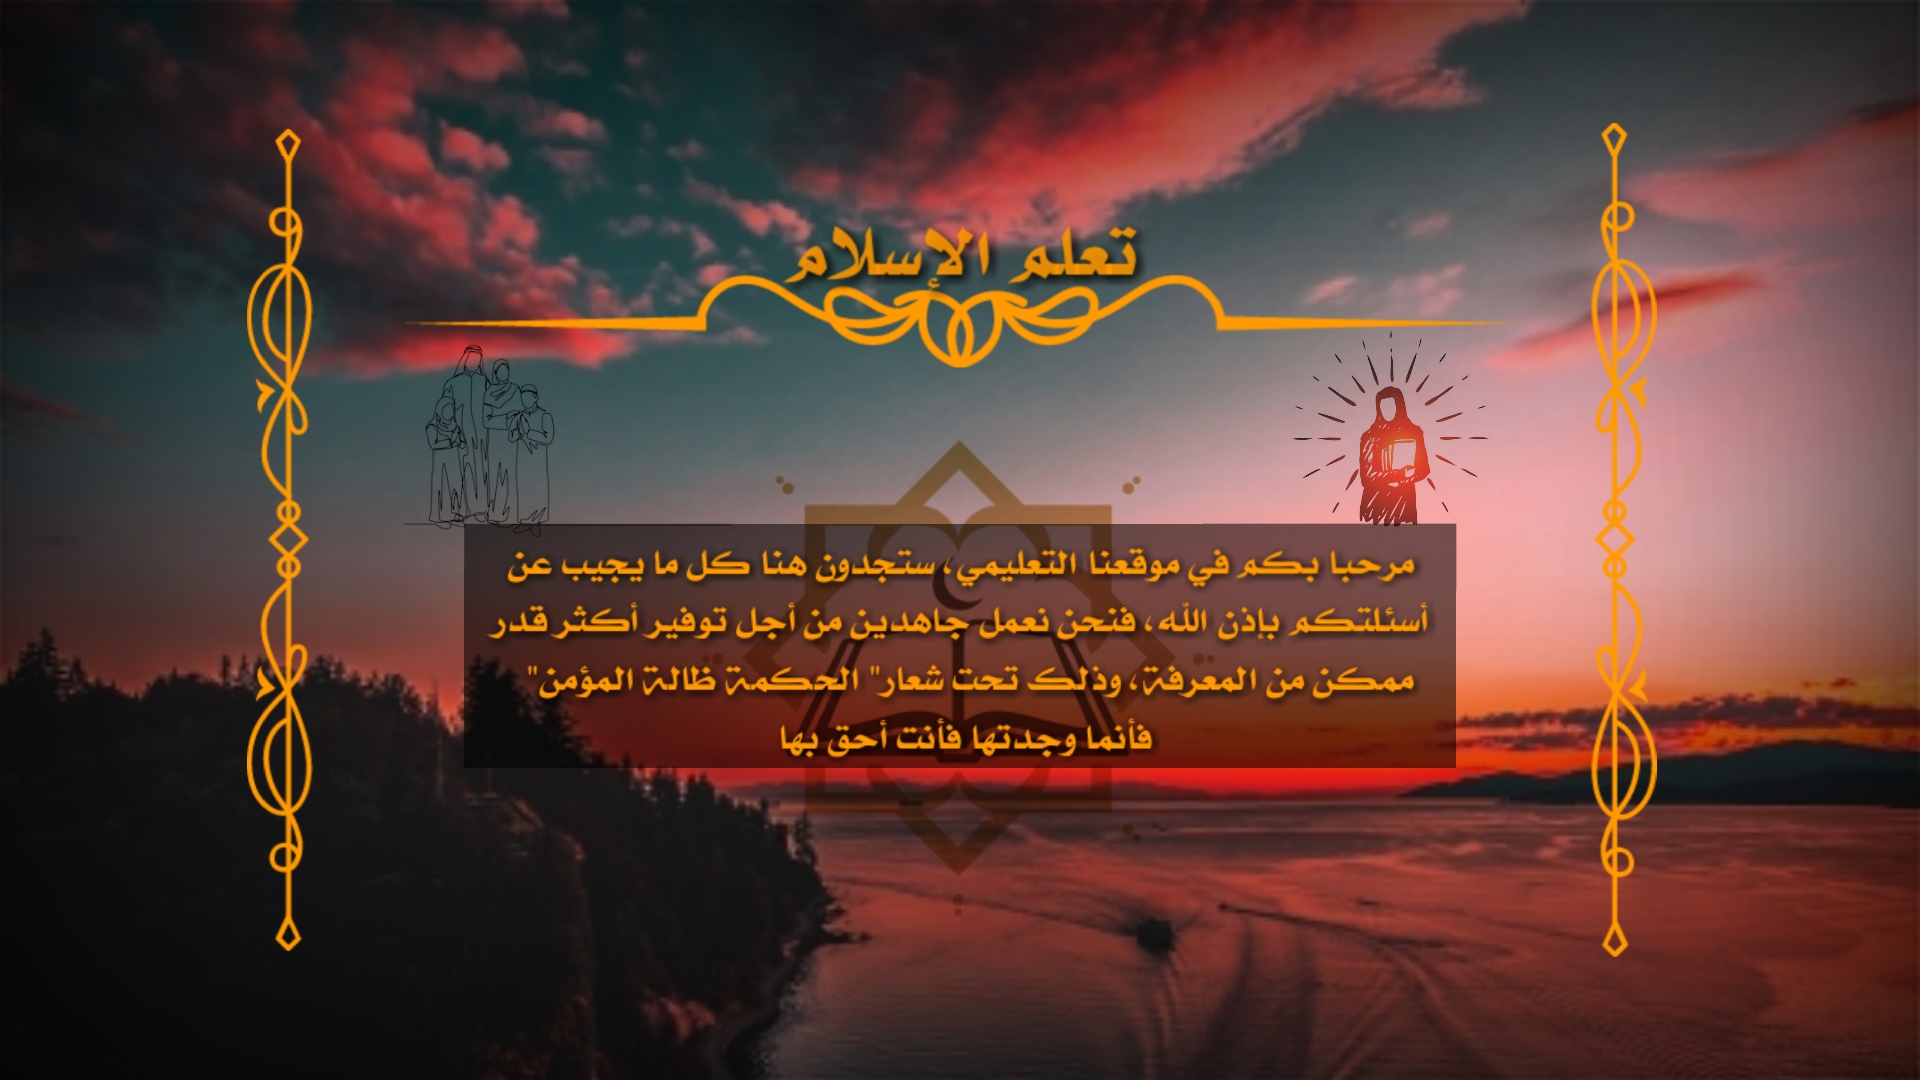 تعلم الإسلام
مرحبا بكم في موقعنا التعليمي، ستجدون هنا كل ما يجيب عن
أسئلتكم بإذن الله، فنحن نعمل جاهدين من أجل توفير أكثر قدر
ممكن من المعرفة، وذلك تحت شعار" الحكمة ظالة المؤمن"
فأنما وجدتها فأنت أحق بها